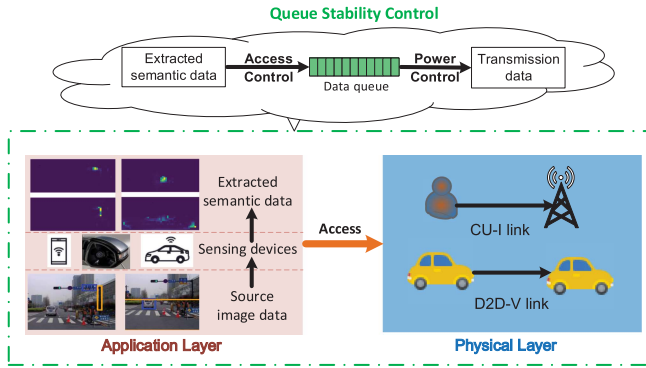 Queue Stability Control
Extracted
semantic data
Access
Control
Data queue
Power
Control
Transmission
data
Extracted
semantic data
Sensing devices
Source
image data
Application Layer
Access
CU-I link
D2D-V link
Physical Layer